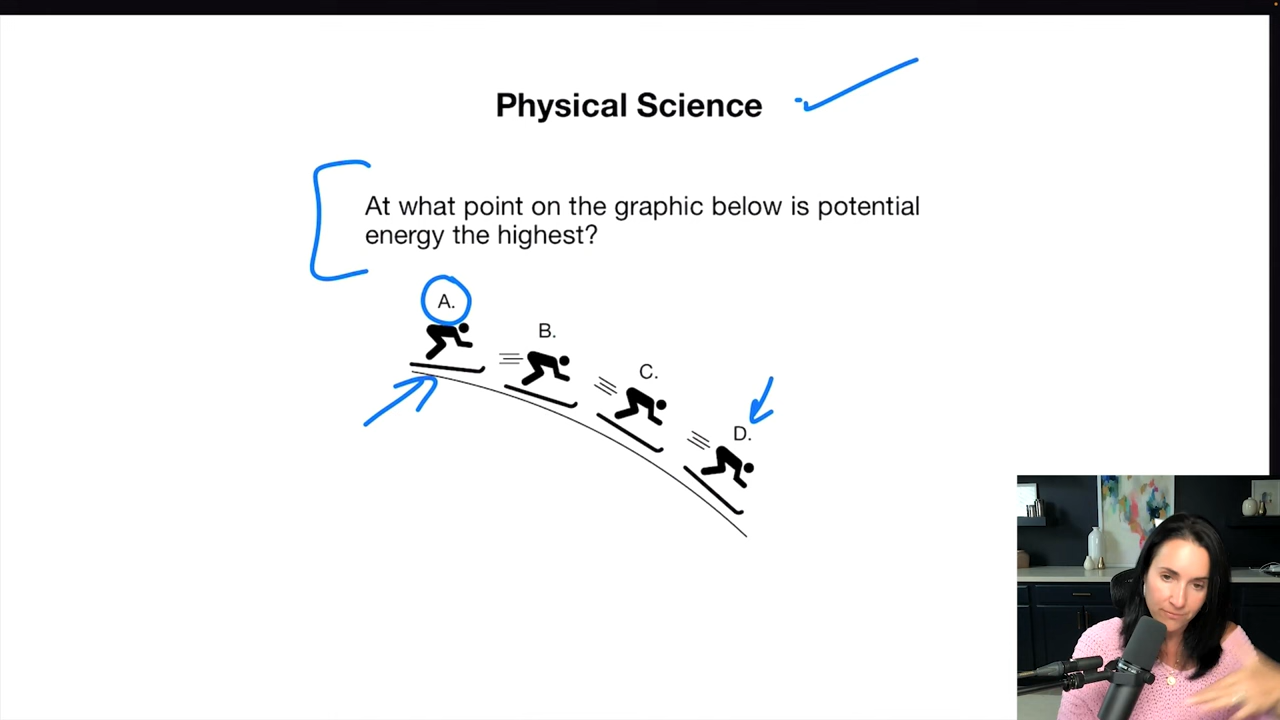 Physical Science
At what point on the graphic below is potential
energy the highest?
A.
B.
C.
D.